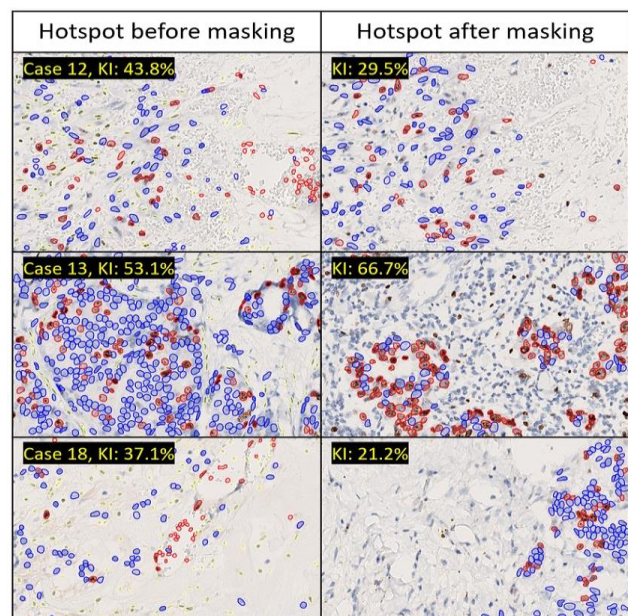 Hotspot before masking
Hotspot after masking
Case 12, KI: 43.8%
KI: 29.5%
Case 13, KI: 53.1%
KI: 66.7%
Case 18, KI: 37.1%
KI: 21.2%